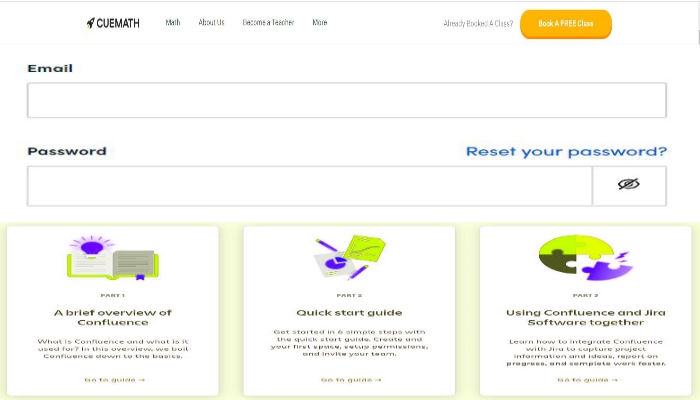 CUEMATH Math About Us Become a Teacher More Already Booked A Class? Book A FREE Class
Email
Password Reset your password?
PART 1
A brief overview of
Confluence
What is Confluence and what is it
used for? In this overview, we boil
Confluence down to the basics.
Go to guide →
PART 2
Quick start guide
Get started in 6 simple steps with
the quick start guide. Create and
your first space, setup permissions,
and invite your team.
Go to guide →
PART 3
Using Confluence and Jira
Software together
Learn how to integrate Confluence
with Jira to capture project
information and ideas, report on
progress, and complete work faster.
Go to guide →